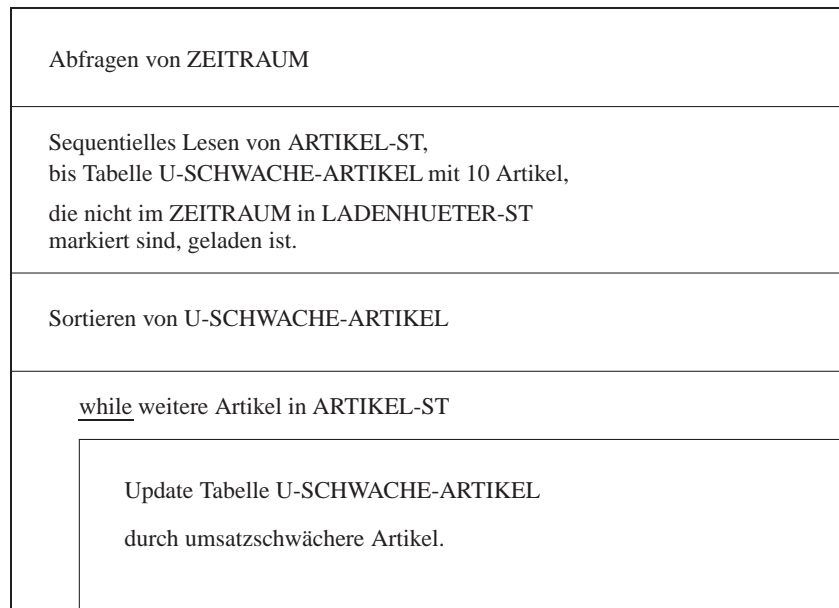 Abfragen von ZEITRAUM
Sequentielles Lesen von ARTIKEL-ST,
bis Tabelle U-SCHWACHE-ARTIKEL mit 10 Artikel,
die nicht im ZEITRAUM in LADENHUETER-ST
markiert sind, geladen ist.
Sortieren von U-SCHWACHE-ARTIKEL
while weitere Artikel in ARTIKEL-ST
Update Tabelle U-SCHWACHE-ARTIKEL
durch umsatzschwächere Artikel.